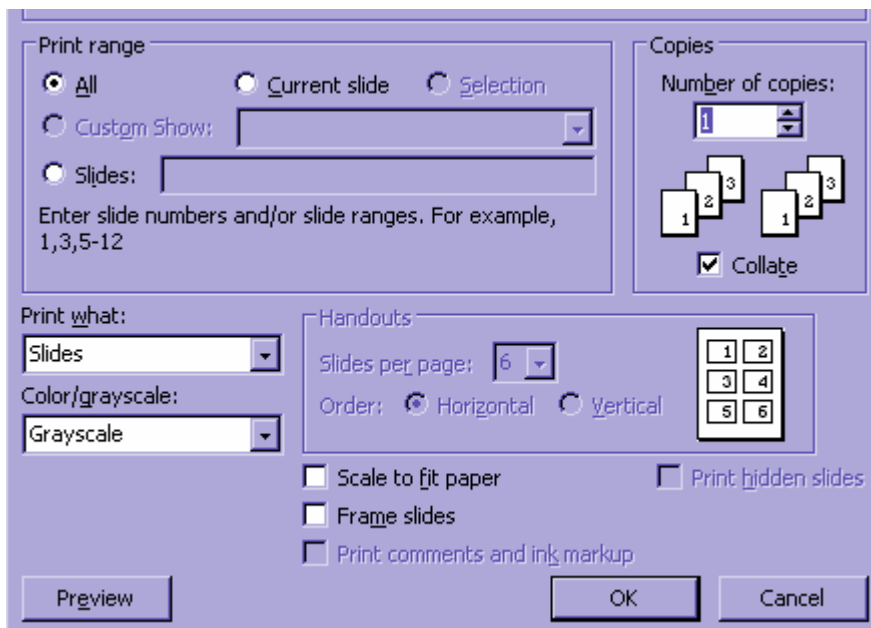 Print range
All Current slide Selection
Custom Show:
Slides:
Enter slide numbers and/or slide ranges. For example,
1,3,5-12
Copies
Number of copies:
1
1 2 3 1 2 3
Collate
Print what:
Slides
Color/grayscale:
Grayscale
Handouts
Slides per page: 6
Order: Horizontal Vertical
1 2
3 4
5 6
Scale to fit paper
Print hidden slides
Frame slides
Print comments and ink markup
Preview OK Cancel